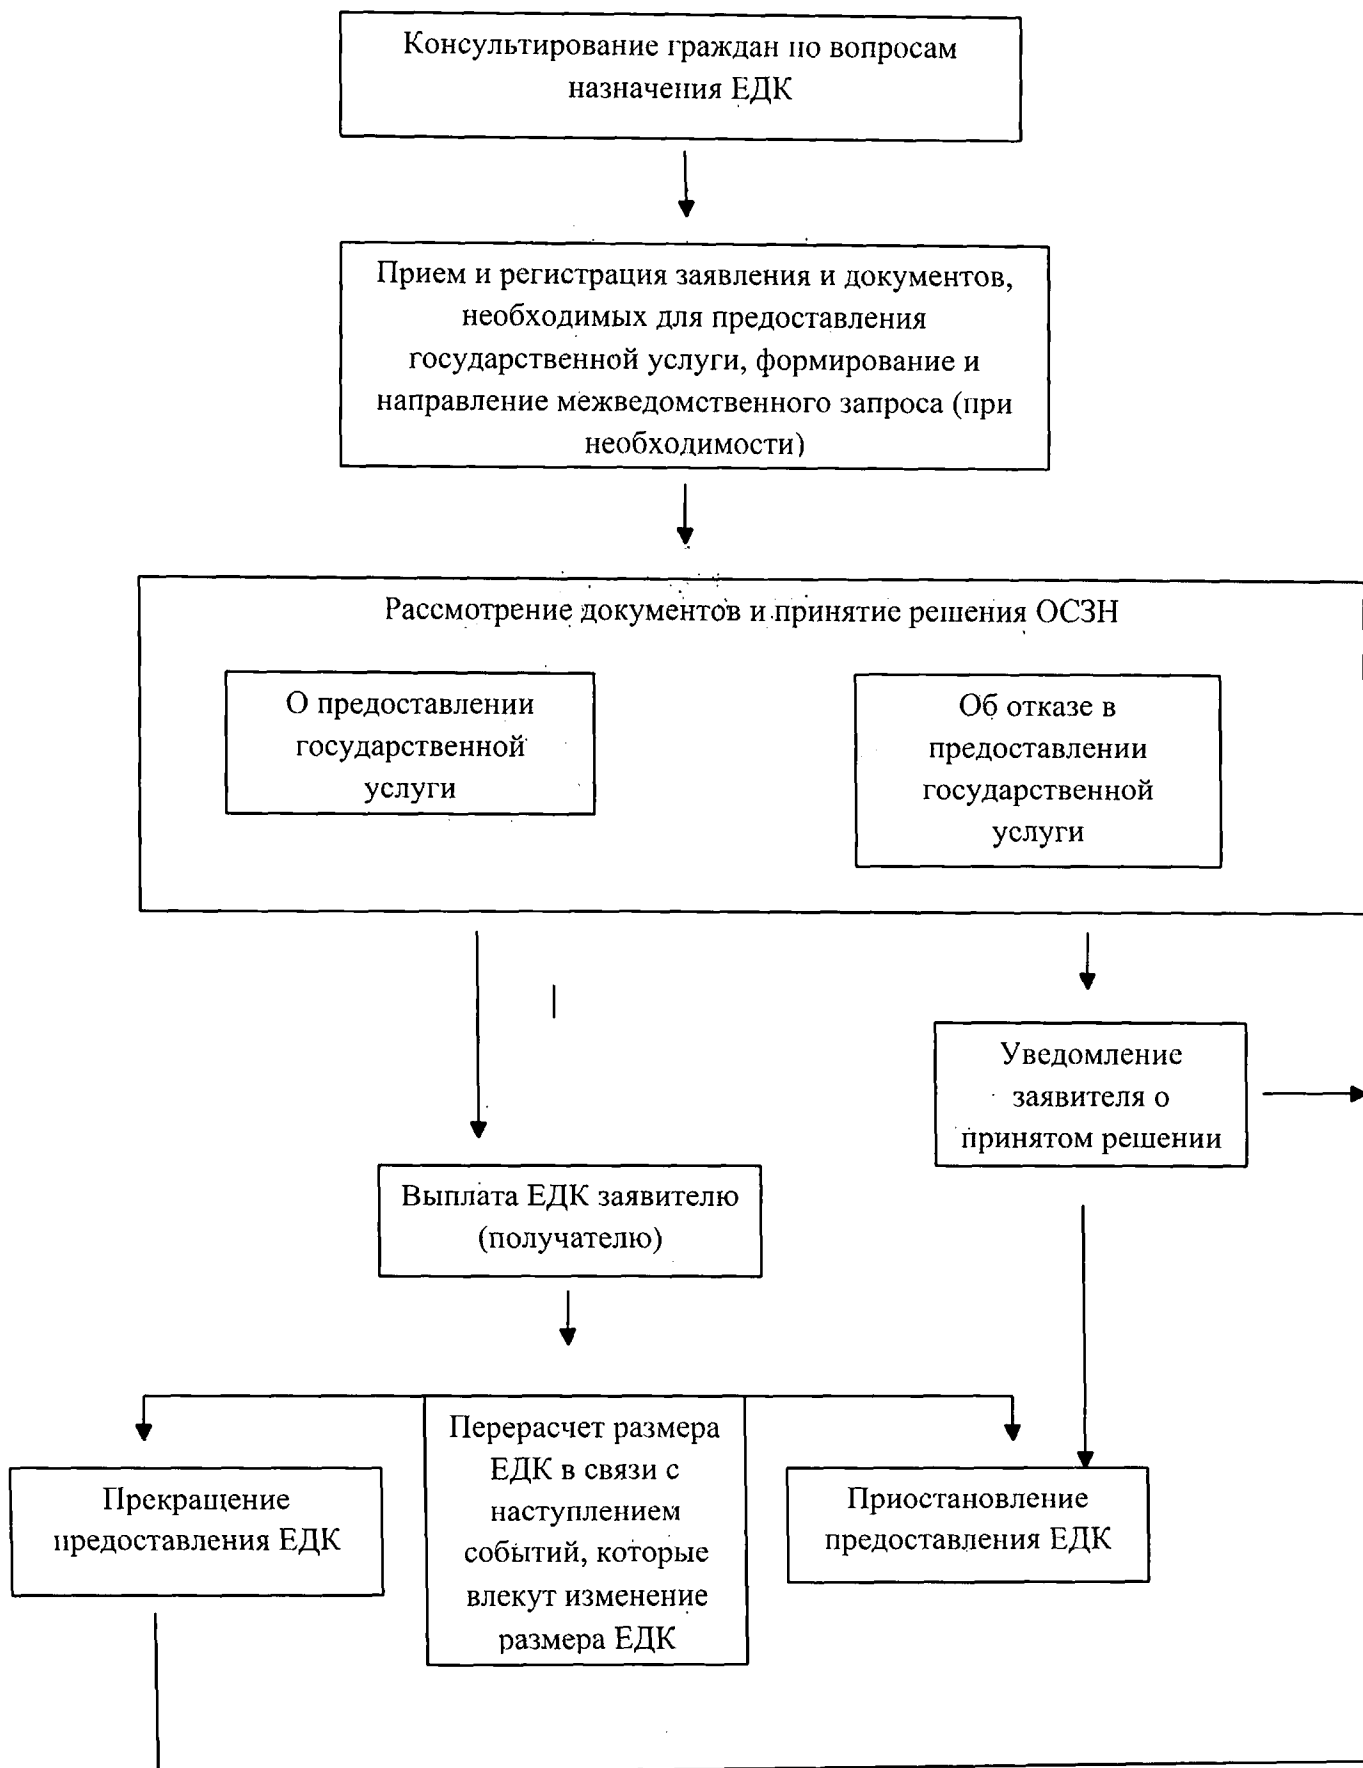 Консультирование граждан по вопросам
назначения ЕДК
Прием и регистрация заявления и документов,
необходимых для предоставления
государственной услуги, формирование и
направление межведомственного запроса (при
необходимости)
Рассмотрение документов и принятие решения ОСЗН
О предоставлении
государственной
услуги
Об отказе в
предоставлении
государственной
услуги
Уведомление
заявителя о
принятом решении
Выплата ЕДК заявителю
(получателю)
Прекращение
предоставления ЕДК
Перерасчет размера
ЕДК в связи с
наступлением
событий, которые
влекут изменение
размера ЕДК
Приостановление
предоставления ЕДК